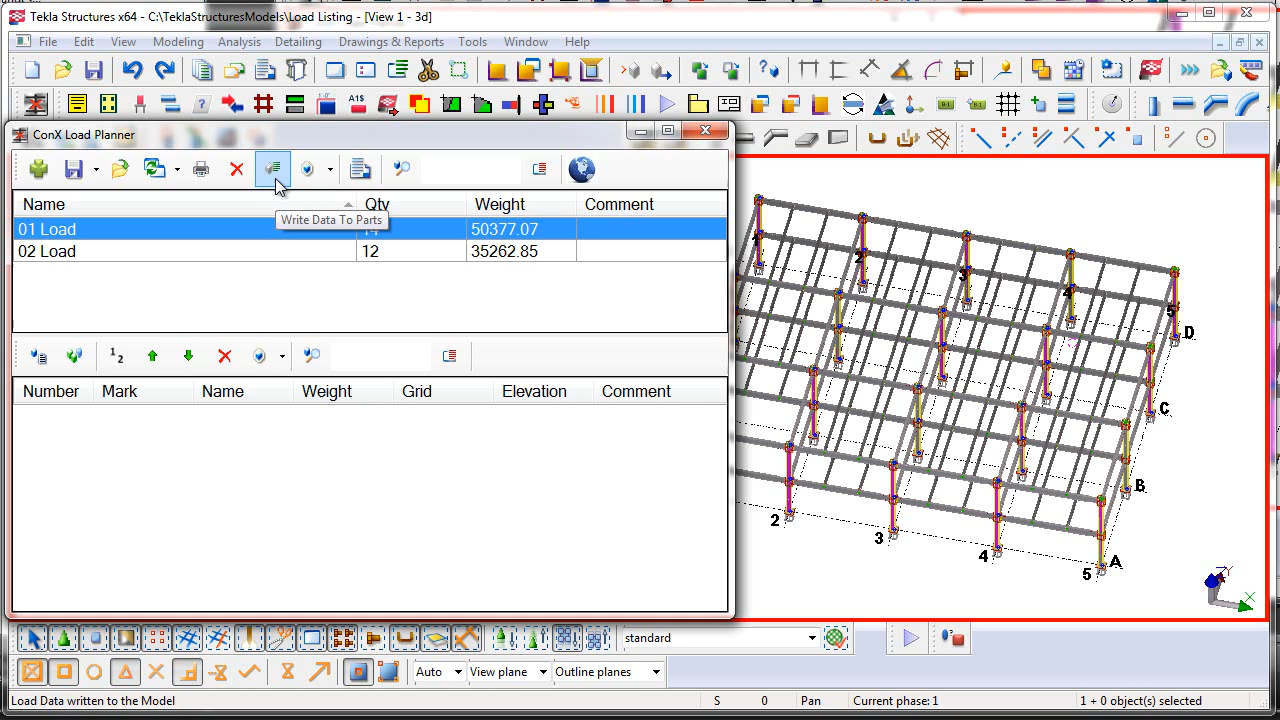 Tekla Structures x64 - C:\TeklaStructuresModels\Load Listing - [View 1 - 3d]
File Edit View Modeling Analysis Detailing Drawings & Reports Tools Window Help
ConX Load Planner
Name Qty Weight Comment
Write Data To Parts
01 Load 14 50377.07
02 Load 12 35262.85
Number Mark Name Weight Grid Elevation Comment
1 2 3 4 5
D
C
B
A
2 3 4 5
standard
Auto View plane Outline planes
Load Data written to the Model S 0 Pan Current phase: 1 1 + 0 object(s) selected